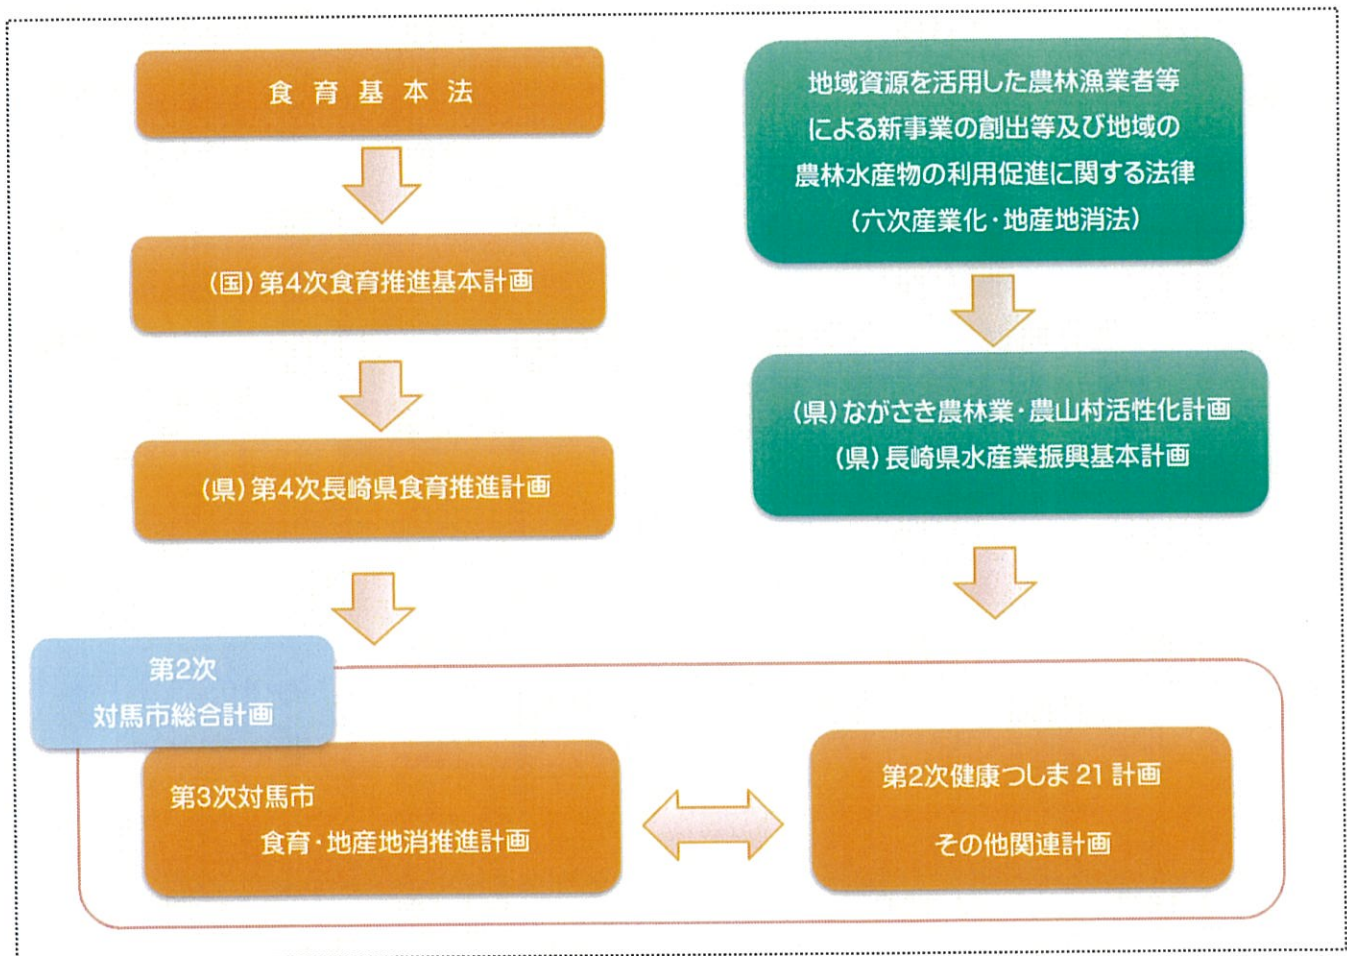 食育基本法
(国)第4次食育推進基本計画
(県)第4次長崎県食育推進計画
地域資源を活用した農林漁業者等
による新事業の創出等及び地域の
農林水産物の利用促進に関する法律
(六次産業化・地産地消法)
(県)ながさき農林業・農山村活性化計画
(県)長崎県水産業振興基本計画
第2次
対馬市総合計画
第3次対馬市
食育・地産地消推進計画
第2次健康つしま21計画
その他関連計画